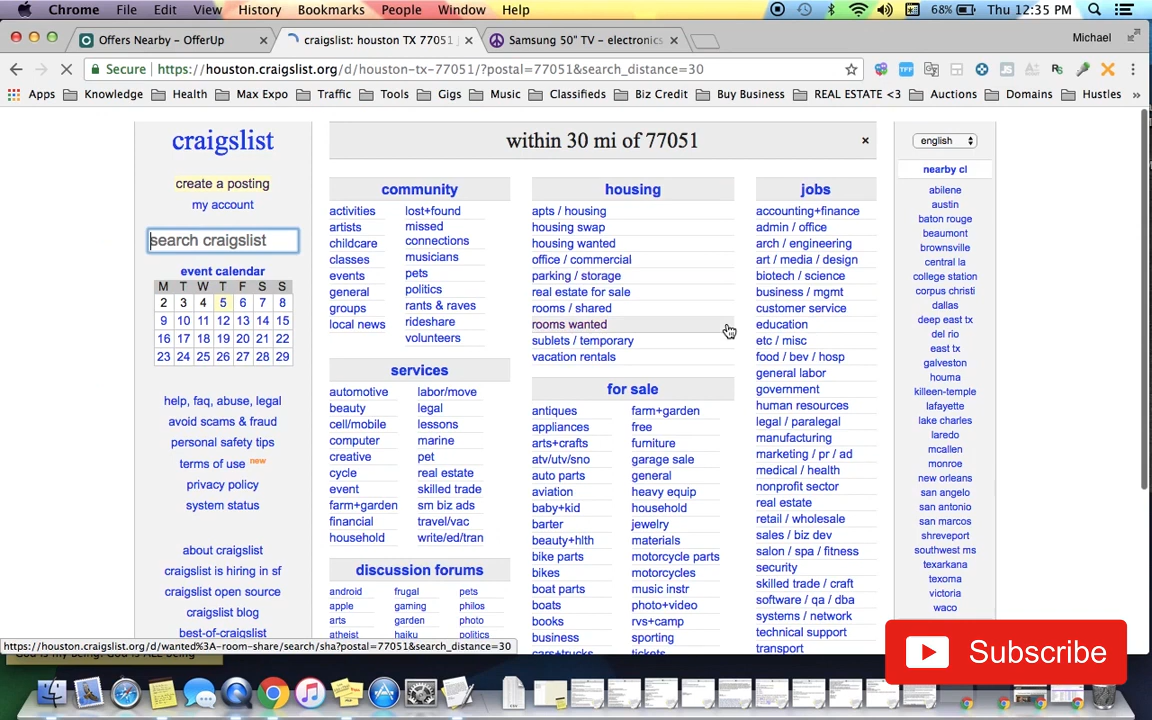 Chrome File Edit View History Bookmarks People Window Help 68% Thu 12:35 PM
Offers Nearby – OfferUp craigslist: houston TX 77051 Samsung 50" TV – electronics Michael
Secure https://houston.craigslist.org/d/houston-tx-77051/?postal=77051&search_distance=30
Apps Knowledge Health Max Expo Traffic Tools Gigs Music Classifieds Biz Credit Buy Business REAL ESTATE <3 Auctions Domains Hustles »
craigslist
create a posting
my account
search craigslist
event calendar
M T W T F S S
2 3 4 5 6 7 8
9 10 11 12 13 14 15
16 17 18 19 20 21 22
23 24 25 26 27 28 29
help, faq, abuse, legal
avoid scams & fraud
personal safety tips
terms of use new
privacy policy
system status
about craigslist
craigslist is hiring in sf
craigslist open source
craigslist blog
best-of-craigslist
within 30 mi of 77051 ×
community
activities
artists
childcare
classes
events
general
groups
local news
lost+found
missed
connections
musicians
pets
politics
rants & raves
rideshare
volunteers
services
automotive
beauty
cell/mobile
computer
creative
cycle
event
farm+garden
financial
household
labor/move
legal
lessons
marine
pet
real estate
skilled trade
sm biz ads
travel/vac
write/ed/tran
discussion forums
android
apple
arts
atheist
frugal
gaming
garden
haiku
pets
philos
photo
politics
housing
apts / housing
housing swap
housing wanted
office / commercial
parking / storage
real estate for sale
rooms / shared
rooms wanted
sublets / temporary
vacation rentals
for sale
antiques
appliances
arts+crafts
atv/utv/sno
auto parts
aviation
baby+kid
barter
beauty+hlth
bike parts
bikes
boat parts
boats
books
business
cars+trucks
farm+garden
free
furniture
garage sale
general
heavy equip
household
jewelry
materials
motorcycle parts
motorcycles
music instr
photo+video
rvs+camp
sporting
tickets
jobs
accounting+finance
admin / office
arch / engineering
art / media / design
biotech / science
business / mgmt
customer service
education
etc / misc
food / bev / hosp
general labor
government
human resources
legal / paralegal
manufacturing
marketing / pr / ad
medical / health
nonprofit sector
real estate
retail / wholesale
sales / biz dev
salon / spa / fitness
security
skilled trade / craft
software / qa / dba
systems / network
technical support
transport
english
nearby cl
abilene
austin
baton rouge
beaumont
brownsville
central la
college station
corpus christi
dallas
deep east tx
del rio
east tx
galveston
houma
killeen-temple
lafayette
lake charles
laredo
mcallen
monroe
new orleans
san angelo
san antonio
san marcos
shreveport
southwest ms
texarkana
texoma
victoria
waco
https://houston.craigslist.org/d/wanted%3A-room-share/search/sha?postal=77051&search_distance=30
Subscribe